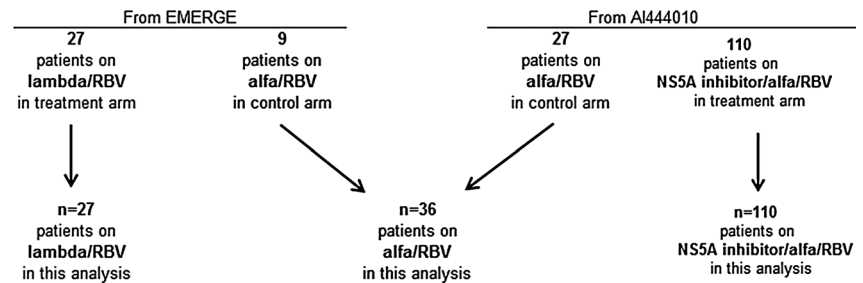 From EMERGE
From AI444010
27
patients on
lambda/RBV
in treatment arm
9
patients on
alfa/RBV
in control arm
27
patients on
alfa/RBV
in control arm
110
patients on
NS5A inhibitor/alfa/RBV
in treatment arm
n=27
patients on
lambda/RBV
in this analysis
n=36
patients on
alfa/RBV
in this analysis
n=110
patients on
NS5A inhibitor/alfa/RBV
in this analysis